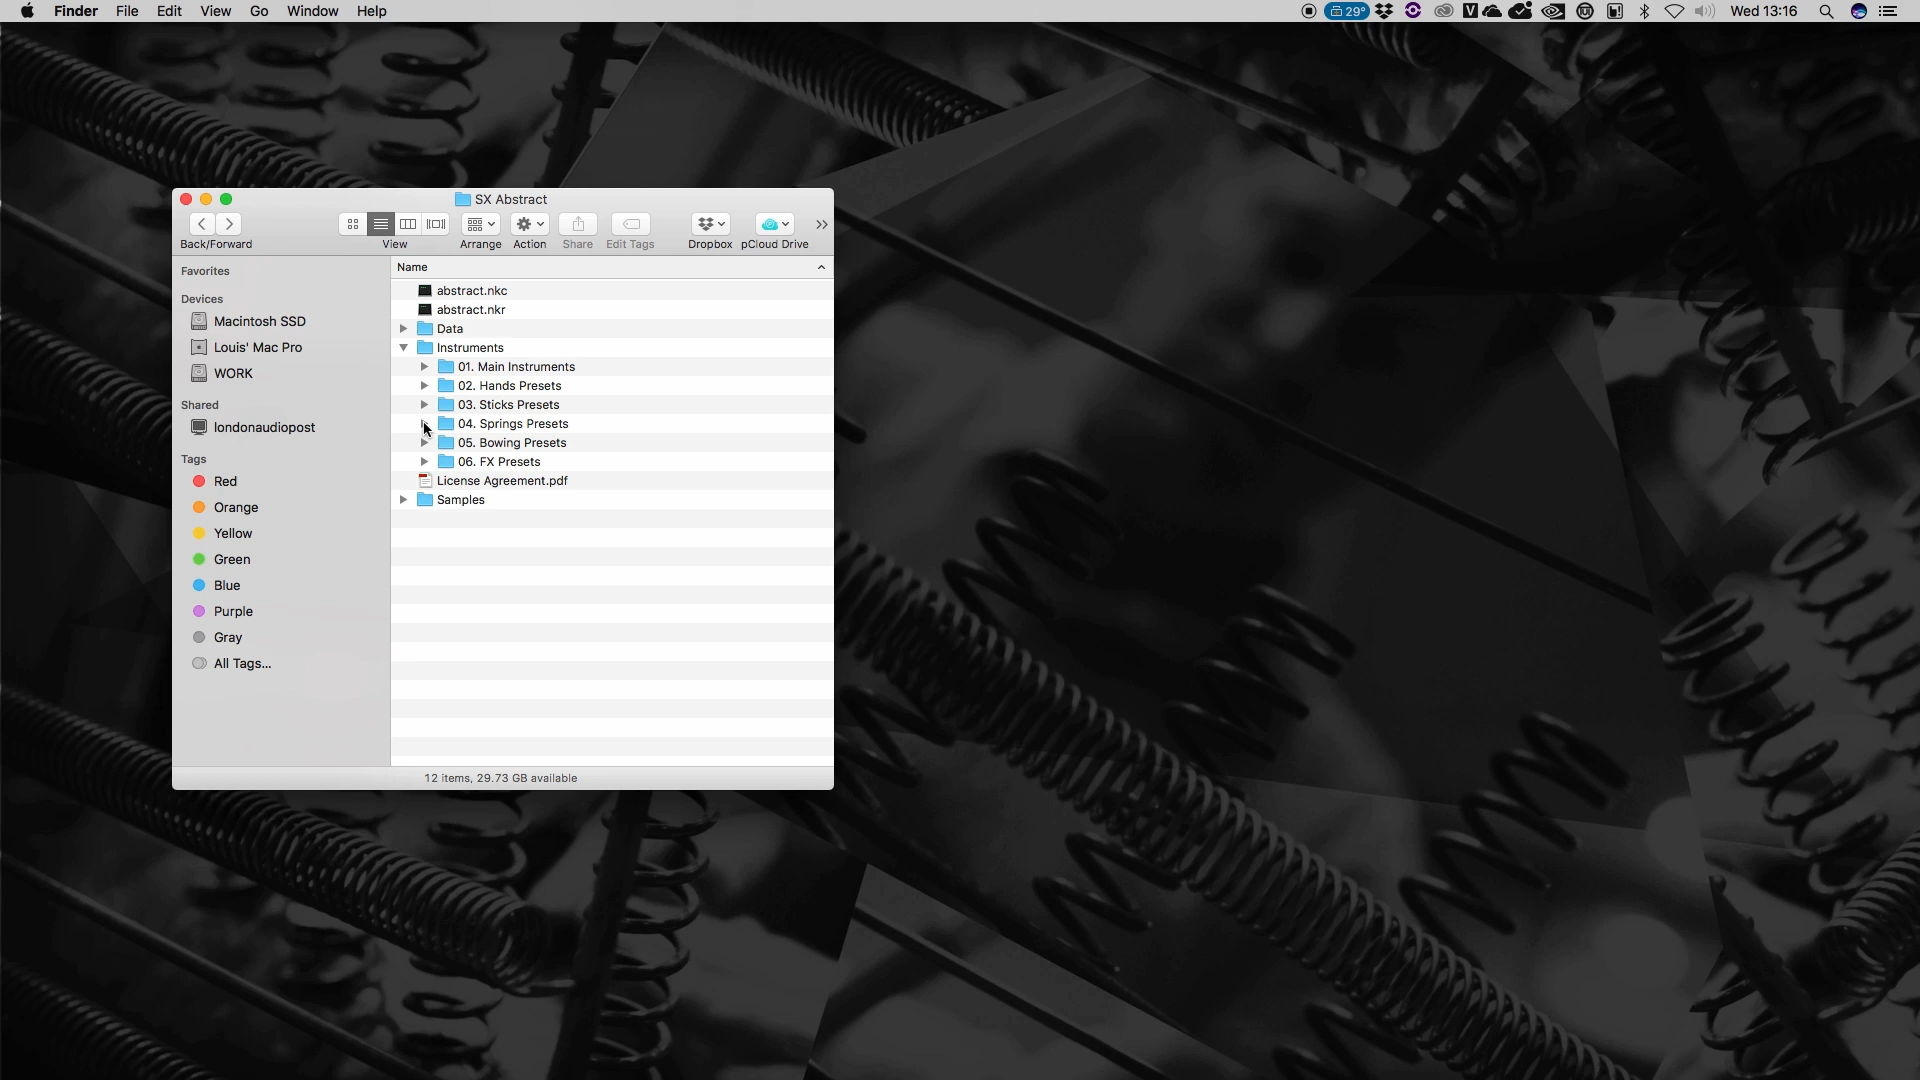 Finder File Edit View Go Window Help 29° V Wed 13:16
SX Abstract
Back/Forward View Arrange Action Share Edit Tags Dropbox pCloud Drive
Favorites
Devices
Macintosh SSD
Louis' Mac Pro
WORK
Shared
londonaudiopost
Tags
Red
Orange
Yellow
Green
Blue
Purple
Gray
All Tags...
Name
abstract.nkc
abstract.nkr
Data
Instruments
01. Main Instruments
02. Hands Presets
03. Sticks Presets
04. Springs Presets
05. Bowing Presets
06. FX Presets
License Agreement.pdf
Samples
12 items, 29.73 GB available